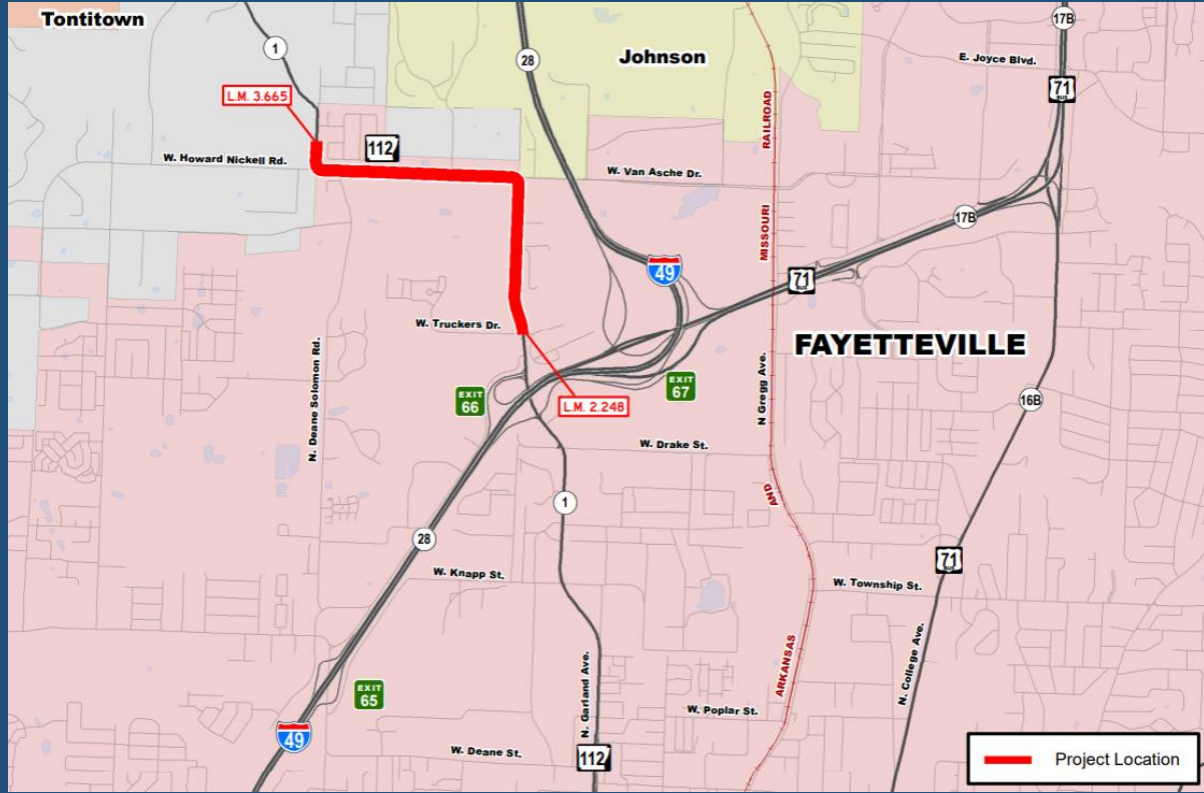 Tontitown
17B
1
Johnson
E. Joyce Blvd.
28
71
BUS
L.M. 3.665
RAILROAD
112
W. Howard Nickell Rd.
W. Van Asche Dr.
MISSOURI
17B
49
71
BUS
W. Truckers Dr.
FAYETTEVILLE
N. Deane Solomon Rd.
EXIT
66
EXIT
67
L.M. 2.248
N. Gregg Ave.
16B
W. Drake St.
AND
1
28
71
BUS
W. Knapp St.
W. Township St.
ARKANSAS
N. College Ave.
N. Garland Ave.
EXIT
65
W. Poplar St.
49
W. Deane St.
112
Project Location